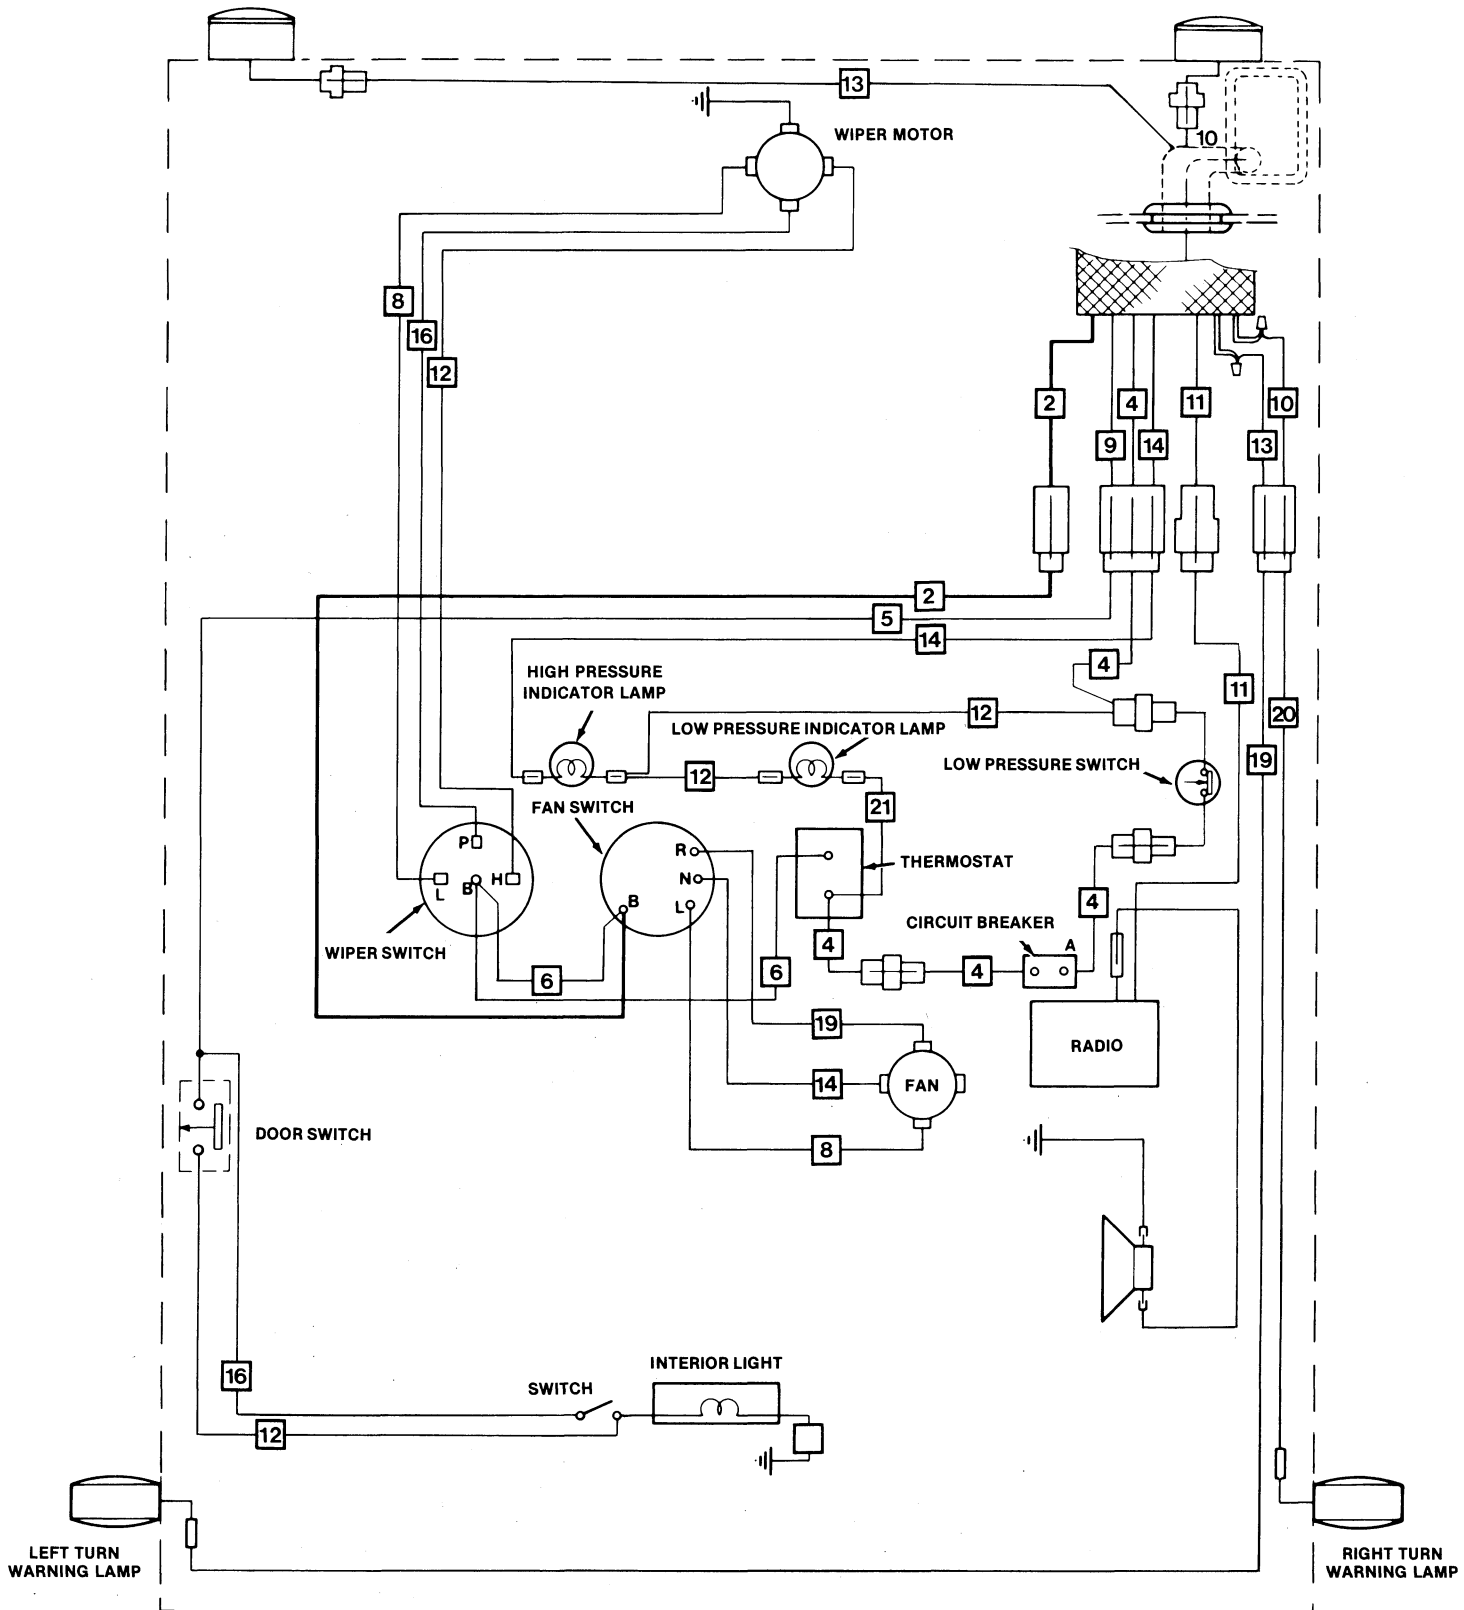 13
WIPER MOTOR
10
8
16
12
2
4
11
10
9
14
13
2
5
14
4
HIGH PRESSURE
INDICATOR LAMP
11
12
20
LOW PRESSURE INDICATOR LAMP
19
LOW PRESSURE SWITCH
12
FAN SWITCH
21
P
R
THERMOSTAT
L
B
H
N
B
L
4
CIRCUIT BREAKER
WIPER SWITCH
4
A
6
6
4
19
RADIO
14
FAN
DOOR SWITCH
8
INTERIOR LIGHT
16
SWITCH
12
LEFT TURN
WARNING LAMP
RIGHT TURN
WARNING LAMP